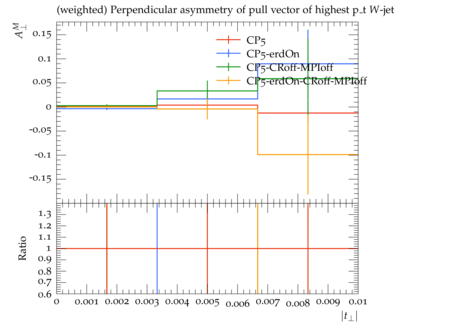 (weighted) Perpendicular asymmetry of pull vector of highest p_t W-jet
A^M_⊥
0.15
0.1
0.05
0
-0.05
-0.1
-0.15
CP5
CP5-erdOn
CP5-CRoff-MPIoff
CP5-erdOn-CRoff-MPIoff
Ratio
1.3
1.2
1.1
1
0.9
0.8
0.7
0.6
0 0.001 0.002 0.003 0.004 0.005 0.006 0.007 0.008 0.009 0.01
|t_⊥|